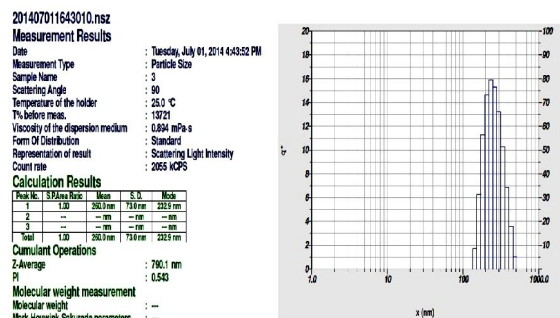 201407011643010.nsz
Measurement Results
Date : Tuesday, July 01, 2014 4:43:52 PM
Measurement Type : Particle Size
Sample Name : 3
Scattering Angle : 90
Temperature of the holder : 25.0 °C
T% before meas. : 13721
Viscosity of the dispersion medium : 0.894 mPa·s
Form Of Distribution : Standard
Representation of result : Scattering Light Intensity
Count rate : 2055 kCPS
Calculation Results
Peak No. S.P.Area Ratio Mean S. D. Mode
1 1.00 260.0 nm 73.0 nm 232.9 nm
2 --- --- nm --- nm --- nm
3 --- --- nm --- nm --- nm
Total 1.00 260.0 nm 73.0 nm 232.9 nm
Cumulant Operations
Z-Average : 790.1 nm
PI : 0.543
Molecular weight measurement
Molecular weight : ---
Mark-Houwink-Sakurada parameters : ---
20
18
16
14
12
10
8
6
4
2
0
100
90
80
70
60
50
40
30
20
10
0
1.0 10 100 1000.0
x (nm)